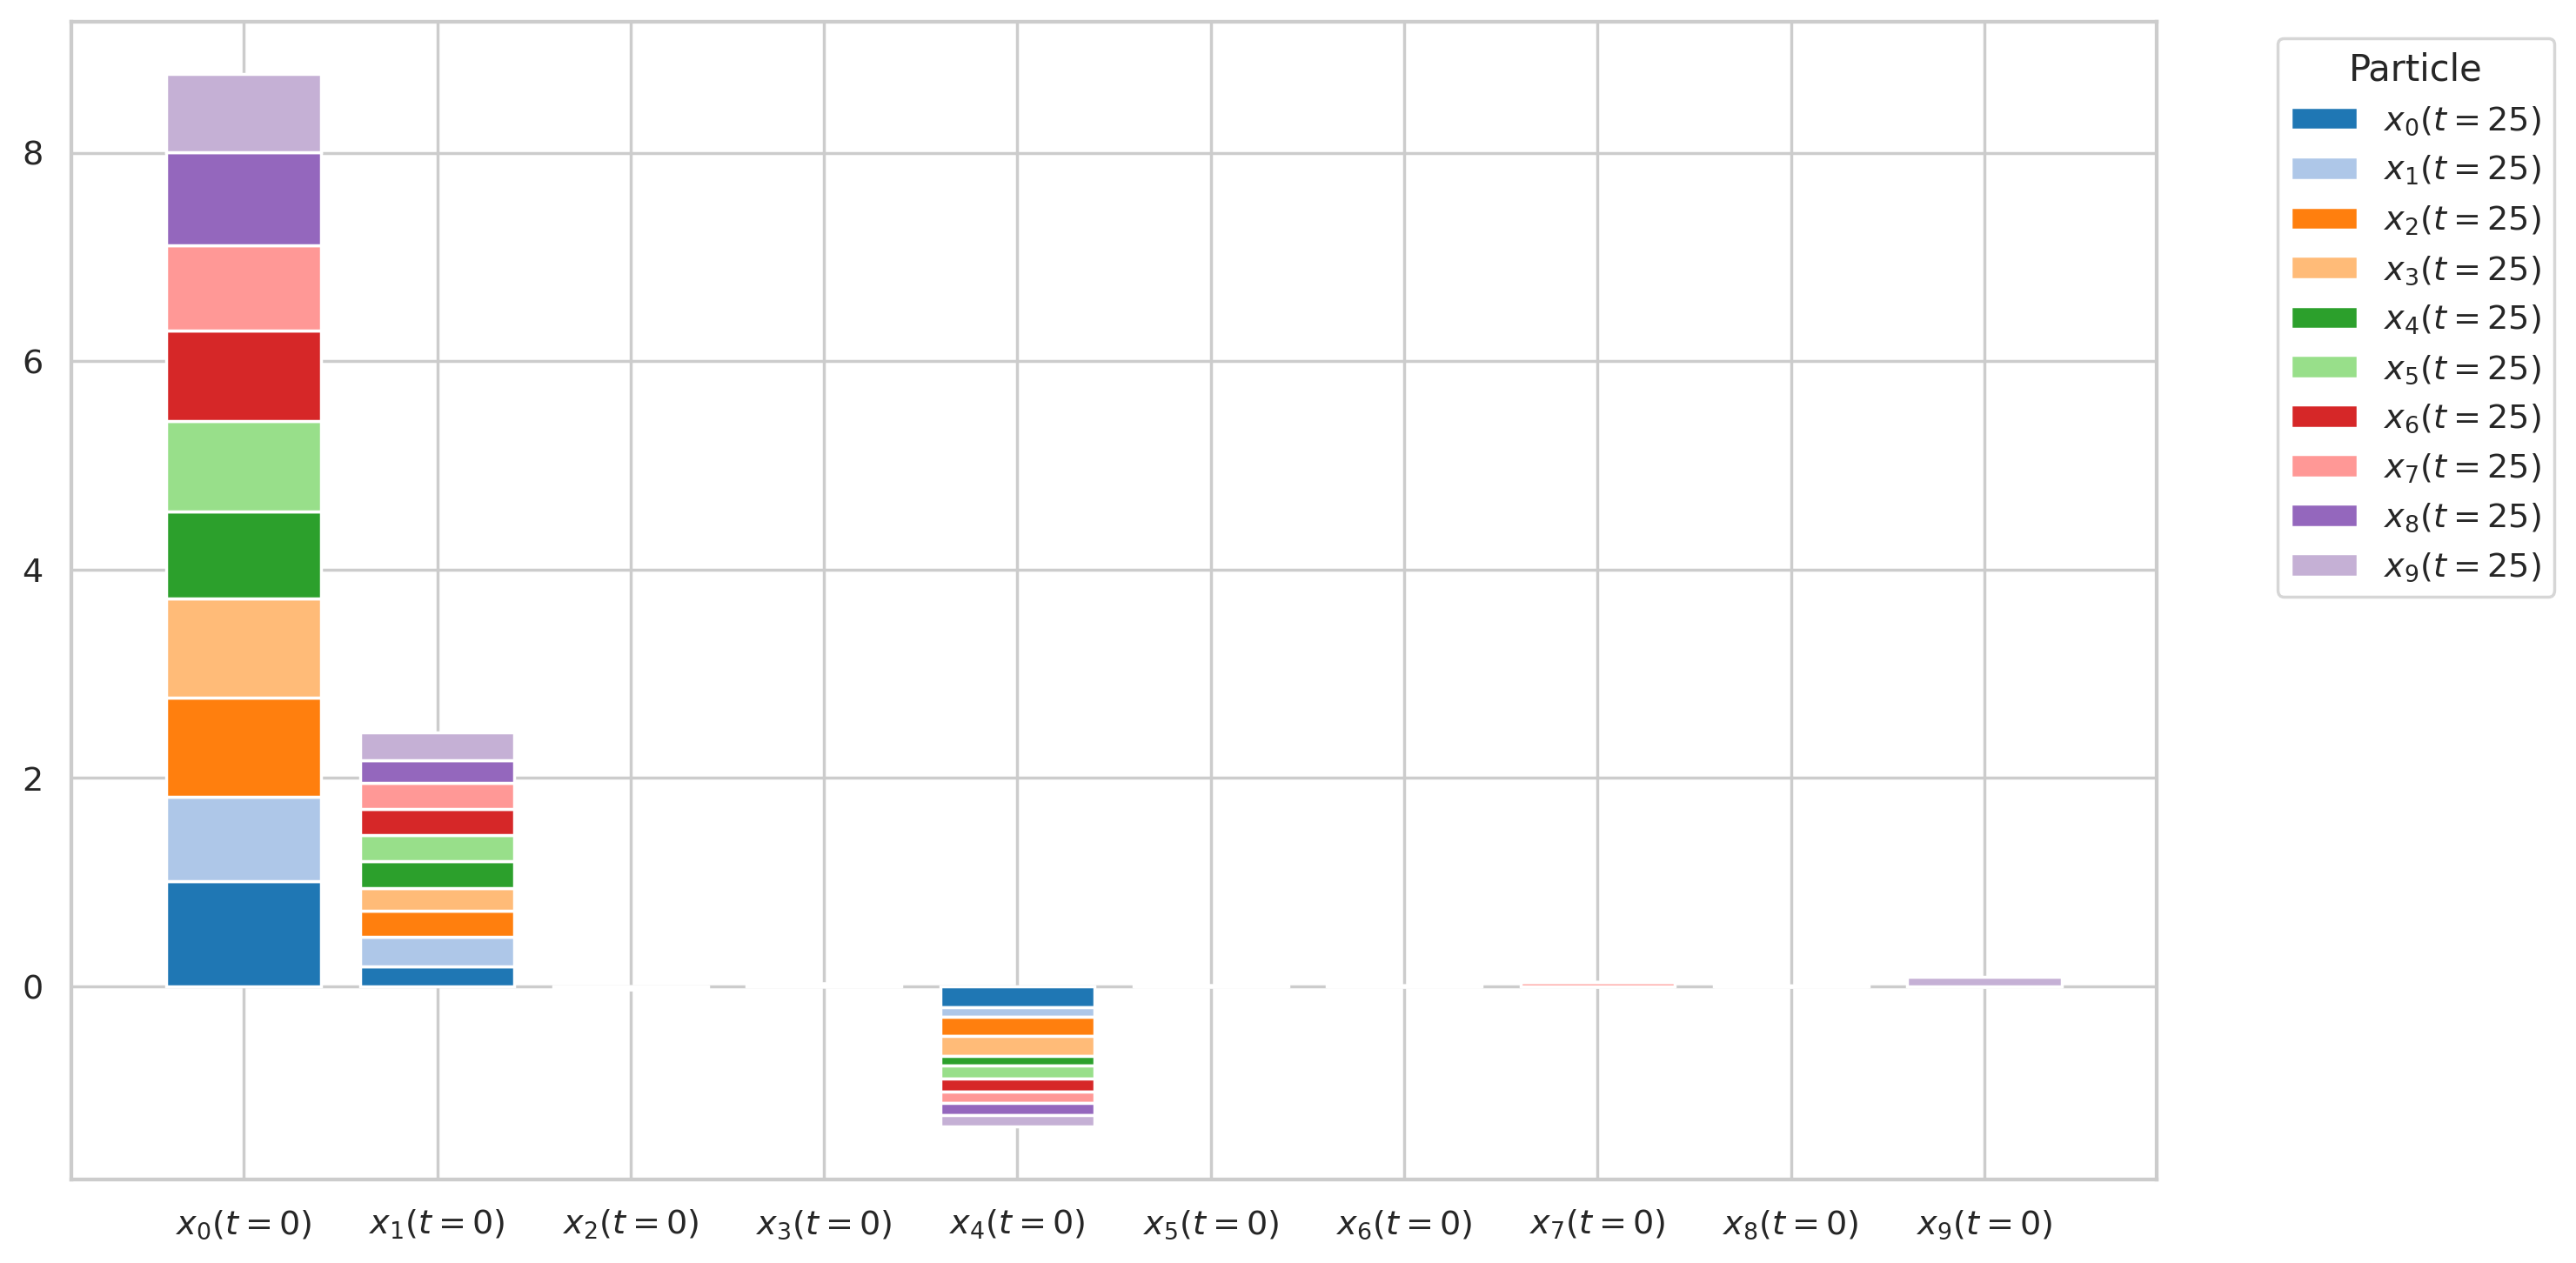 8
6
4
2
0
x₀(t = 0)
x₁(t = 0)
x₂(t = 0)
x₃(t = 0)
x₄(t = 0)
x₅(t = 0)
x₆(t = 0)
x₇(t = 0)
x₈(t = 0)
x₉(t = 0)
Particle
x₀(t = 25)
x₁(t = 25)
x₂(t = 25)
x₃(t = 25)
x₄(t = 25)
x₅(t = 25)
x₆(t = 25)
x₇(t = 25)
x₈(t = 25)
x₉(t = 25)